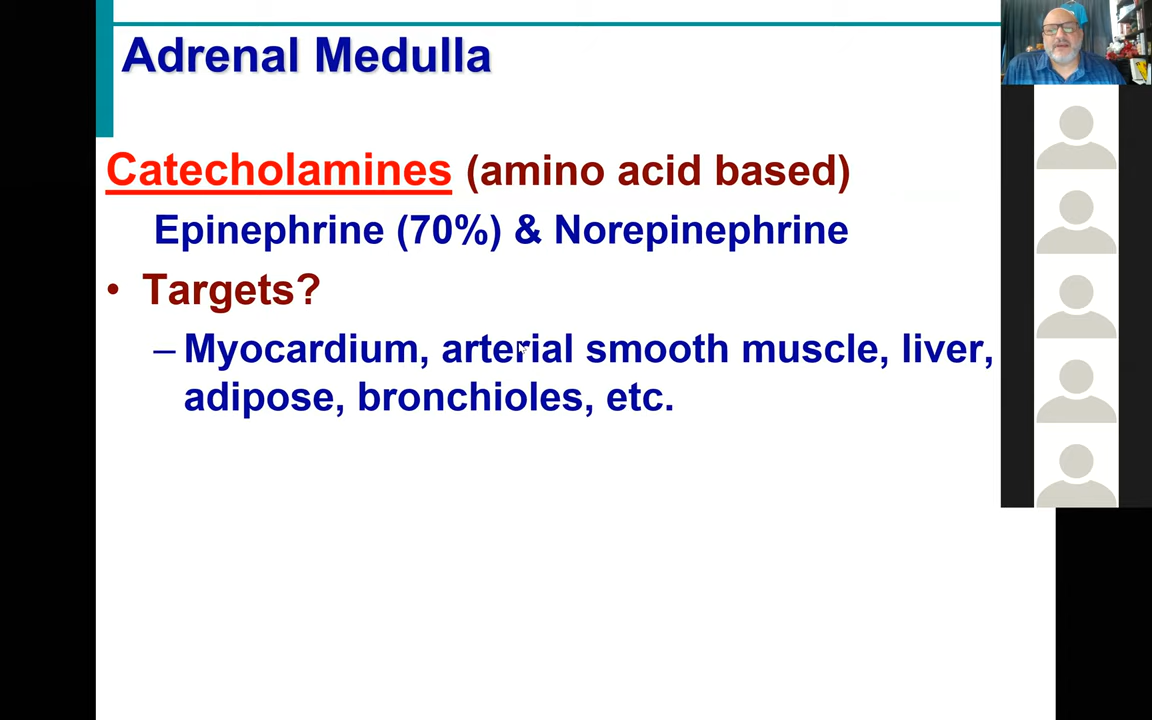 Adrenal Medulla
Catecholamines (amino acid based)
Epinephrine (70%) & Norepinephrine
• Targets?
– Myocardium, arterial smooth muscle, liver,
adipose, bronchioles, etc.